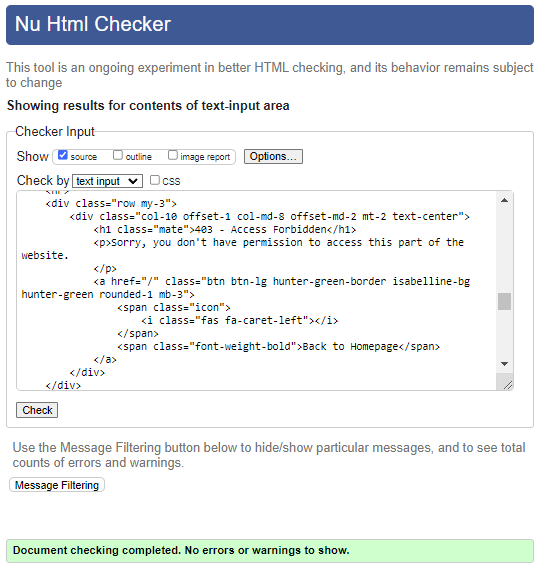 Nu Html Checker
This tool is an ongoing experiment in better HTML checking, and its behavior remains subject
to change
Showing results for contents of text-input area
Checker Input
Show source outline image report Options...
Check by text input CSS
<div class="row my-3">
<div class="col-10 offset-1 col-md-8 offset-md-2 mt-2 text-center">
<h1 class="mate">403 - Access Forbidden</h1>
<p>Sorry, you don't have permission to access this part of the
website.
</p>
<a href="/" class="btn btn-lg hunter-green-border isabelline-bg
hunter-green rounded-1 mb-3">
<span class="icon">
<i class="fas fa-caret-left"></i>
</span>
<span class="font-weight-bold">Back to Homepage</span>
</a>
</div>
</div>
Check
Use the Message Filtering button below to hide/show particular messages, and to see total
counts of errors and warnings.
Message Filtering
Document checking completed. No errors or warnings to show.